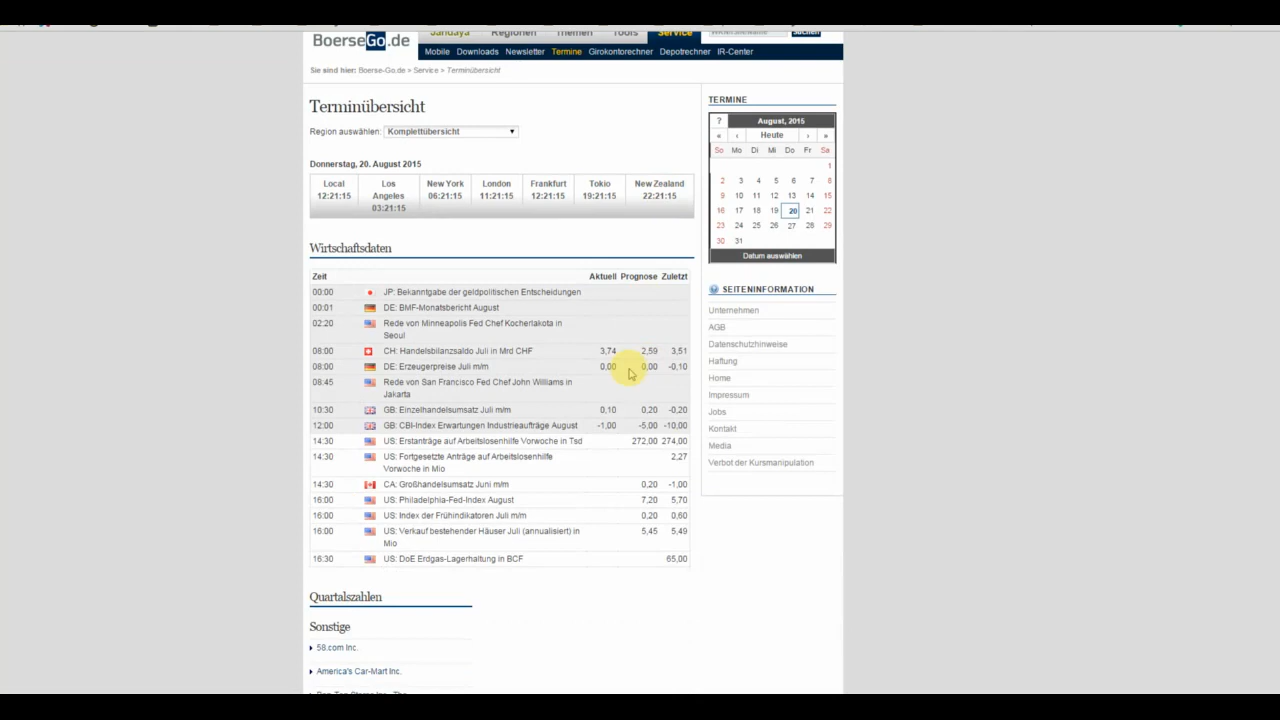 Jandaya Regionen Themen Tools Service
BoerseGo.de
Mobile Downloads Newsletter Termine Girokontorechner Depotrechner IR-Center
Sie sind hier: Boerse-Go.de > Service > Terminübersicht
Terminübersicht
Region auswählen: Komplettübersicht
Donnerstag, 20. August 2015
Local Los Angeles New York London Frankfurt Tokio New Zealand
12:21:15 03:21:15 06:21:15 11:21:15 12:21:15 19:21:15 22:21:15
Wirtschaftsdaten
Zeit Aktuell Prognose Zuletzt
00:00 JP: Bekanntgabe der geldpolitischen Entscheidungen
00:01 DE: BMF-Monatsbericht August
02:20 Rede von Minneapolis Fed Chef Kocherlakota in
Seoul
08:00 CH: Handelsbilanzsaldo Juli in Mrd CHF 3,74 2,59 3,51
08:00 DE: Erzeugerpreise Juli m/m 0,00 0,00 -0,10
08:45 Rede von San Francisco Fed Chef John Williams in
Jakarta
10:30 GB: Einzelhandelsumsatz Juli m/m 0,10 0,20 -0,20
12:00 GB: CBI-Index Erwartungen Industrieaufträge August -1,00 -5,00 -10,00
14:30 US: Erstanträge auf Arbeitslosenhilfe Vorwoche in Tsd 272,00 274,00
14:30 US: Fortgesetzte Anträge auf Arbeitslosenhilfe 2,27
Vorwoche in Mio
14:30 CA: Großhandelsumsatz Juni m/m 0,20 -1,00
16:00 US: Philadelphia-Fed-Index August 7,20 5,70
16:00 US: Index der Frühindikatoren Juli m/m 0,20 0,60
16:00 US: Verkauf bestehender Häuser Juli (annualisiert) in 5,45 5,49
Mio
16:30 US: DoE Erdgas-Lagerhaltung in BCF 65,00
Quartalszahlen
Sonstige
58.com Inc.
America's Car-Mart Inc.
TERMINE
? August, 2015
« ‹ Heute › »
So Mo Di Mi Do Fr Sa
1
2 3 4 5 6 7 8
9 10 11 12 13 14 15
16 17 18 19 20 21 22
23 24 25 26 27 28 29
30 31
Datum auswählen
SEITENINFORMATION
Unternehmen
AGB
Datenschutzhinweise
Haftung
Home
Impressum
Jobs
Kontakt
Media
Verbot der Kursmanipulation